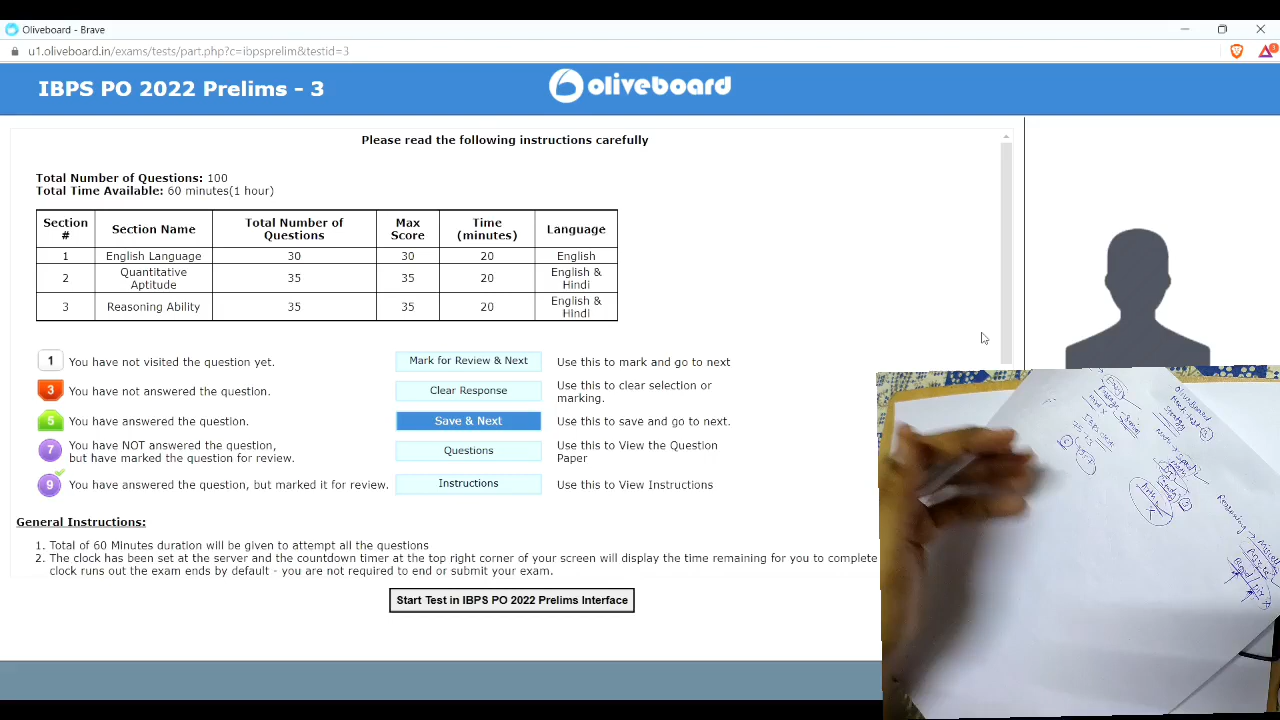 Oliveboard - Brave
u1.oliveboard.in/exams/tests/part.php?c=ibpsprelim&testid=3
IBPS PO 2022 Prelims - 3
oliveboard
Please read the following instructions carefully
Total Number of Questions: 100
Total Time Available: 60 minutes(1 hour)
Section # Section Name Total Number of Questions Max Score Time (minutes) Language
1 English Language 30 30 20 English
2 Quantitative Aptitude 35 35 20 English & Hindi
3 Reasoning Ability 35 35 20 English & Hindi
1 You have not visited the question yet. Mark for Review & Next Use this to mark and go to next
3 You have not answered the question. Clear Response Use this to clear selection or marking.
5 You have answered the question. Save & Next Use this to save and go to next.
7 You have NOT answered the question, but have marked the question for review. Questions Use this to View the Question Paper
9 You have answered the question, but marked it for review. Instructions Use this to View Instructions
General Instructions:
1. Total of 60 Minutes duration will be given to attempt all the questions
2. The clock has been set at the server and the countdown timer at the top right corner of your screen will display the time remaining for you to complete
clock runs out the exam ends by default - you are not required to end or submit your exam.
Start Test in IBPS PO 2022 Prelims Interface